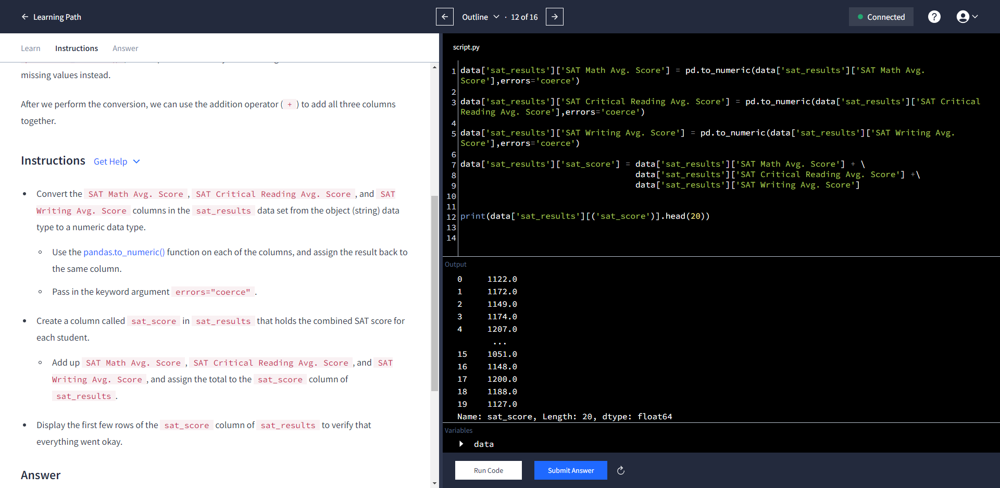 Learning Path
Outline · 12 of 16
Connected
Learn Instructions Answer
missing values instead.
After we perform the conversion, we can use the addition operator ( + ) to add all three columns
together.
Instructions Get Help
Convert the SAT Math Avg. Score , SAT Critical Reading Avg. Score , and SAT
Writing Avg. Score columns in the sat_results data set from the object (string) data
type to a numeric data type.
Use the pandas.to_numeric() function on each of the columns, and assign the result back to
the same column.
Pass in the keyword argument errors="coerce" .
Create a column called sat_score in sat_results that holds the combined SAT score for
each student.
Add up SAT Math Avg. Score , SAT Critical Reading Avg. Score , and SAT
Writing Avg. Score , and assign the total to the sat_score column of
sat_results .
Display the first few rows of the sat_score column of sat_results to verify that
everything went okay.
Answer
script.py
1 data['sat_results']['SAT Math Avg. Score'] = pd.to_numeric(data['sat_results']['SAT Math Avg.
Score'],errors='coerce')
2
3 data['sat_results']['SAT Critical Reading Avg. Score'] = pd.to_numeric(data['sat_results']['SAT Critical
Reading Avg. Score'],errors='coerce')
4
5 data['sat_results']['SAT Writing Avg. Score'] = pd.to_numeric(data['sat_results']['SAT Writing Avg.
Score'],errors='coerce')
6
7 data['sat_results']['sat_score'] = data['sat_results']['SAT Math Avg. Score'] + \
8 data['sat_results']['SAT Critical Reading Avg. Score'] +\
9 data['sat_results']['SAT Writing Avg. Score']
10
11
12 print(data['sat_results'][('sat_score')].head(20))
13
14
Output
0 1122.0
1 1172.0
2 1149.0
3 1174.0
4 1207.0
...
15 1051.0
16 1148.0
17 1200.0
18 1188.0
19 1127.0
Name: sat_score, Length: 20, dtype: float64
Variables
data
Run Code Submit Answer